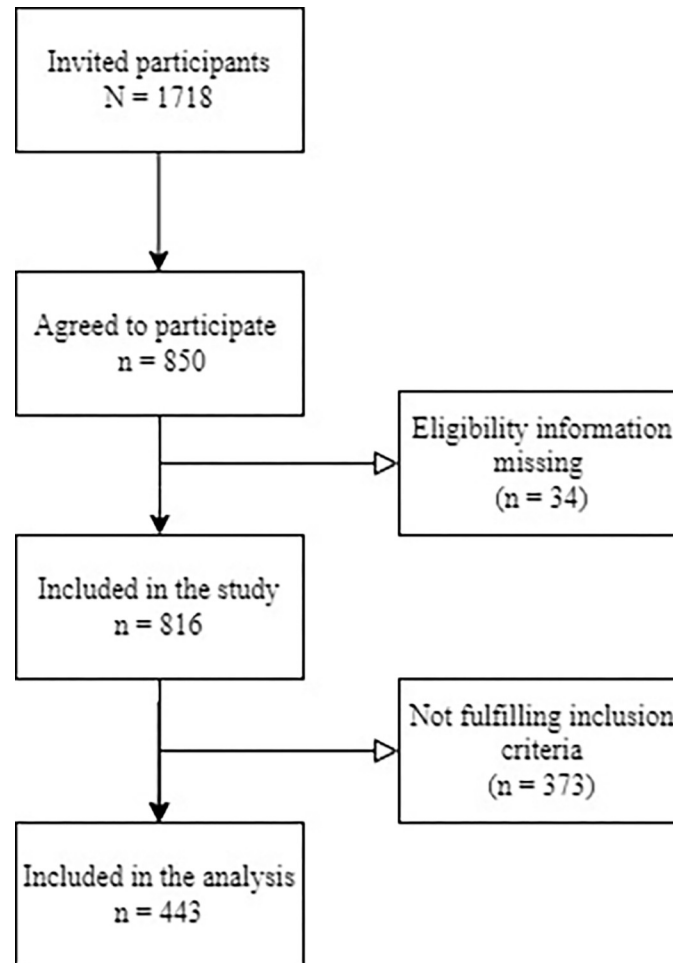 Invited participants
N = 1718
Agreed to participate
n = 850
Eligibility information
missing
(n = 34)
Included in the study
n = 816
Not fulfilling inclusion
criteria
(n = 373)
Included in the analysis
n = 443